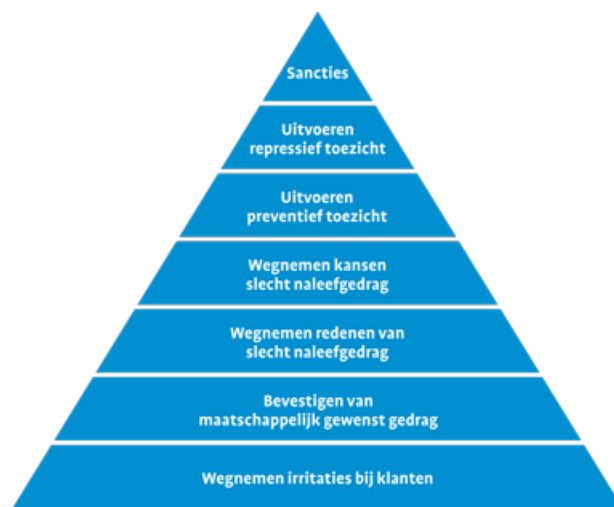 Sancties
Uitvoeren
repressief toezicht
Uitvoeren
preventief toezicht
Wegnemen kansen
slecht naleefgedrag
Wegnemen redenen van
slecht naleefgedrag
Bevestigen van
maatschappelijk gewenst gedrag
Wegnemen irritaties bij klanten